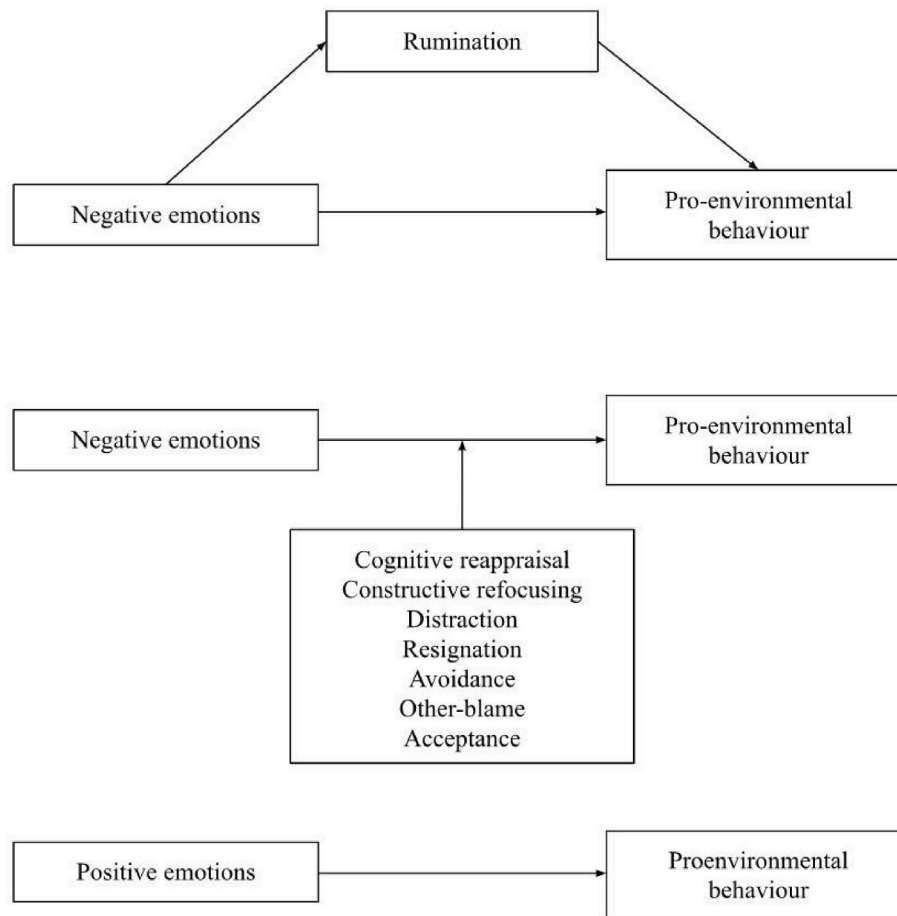 Rumination
Negative emotions
Pro-environmental
behaviour
Negative emotions
Pro-environmental
behaviour
Cognitive reappraisal
Constructive refocusing
Distraction
Resignation
Avoidance
Other-blame
Acceptance
Positive emotions
Proenvironmental
behaviour